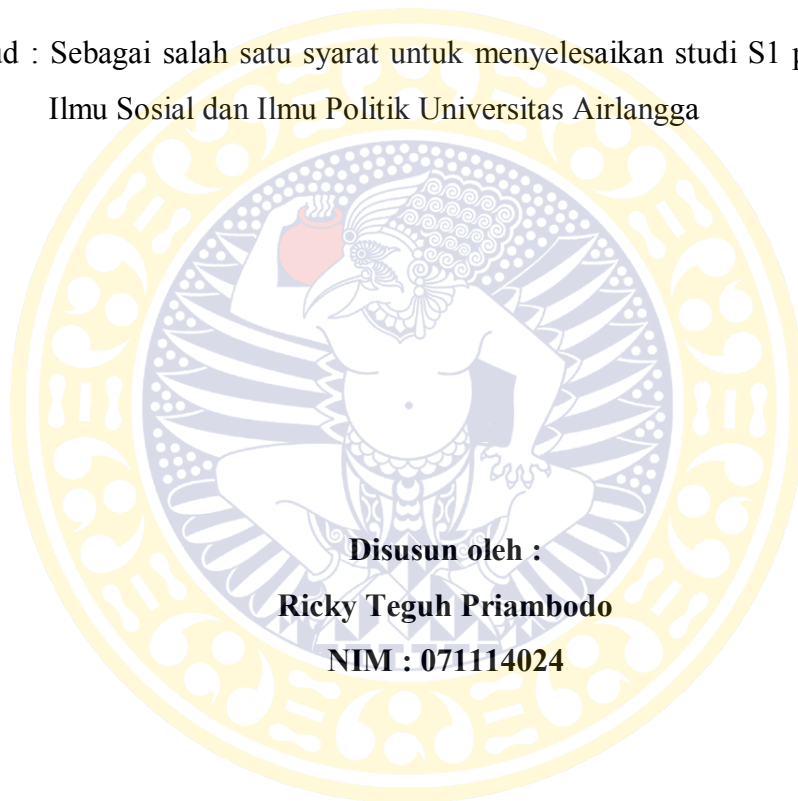 : Sebagai salah satu syarat untuk menyelesaikan studi S1
Ilmu Sosial dan Ilmu Politik Universitas Airlangga
Disusun oleh :
Ricky Teguh Priambodo
NIM : 071114024